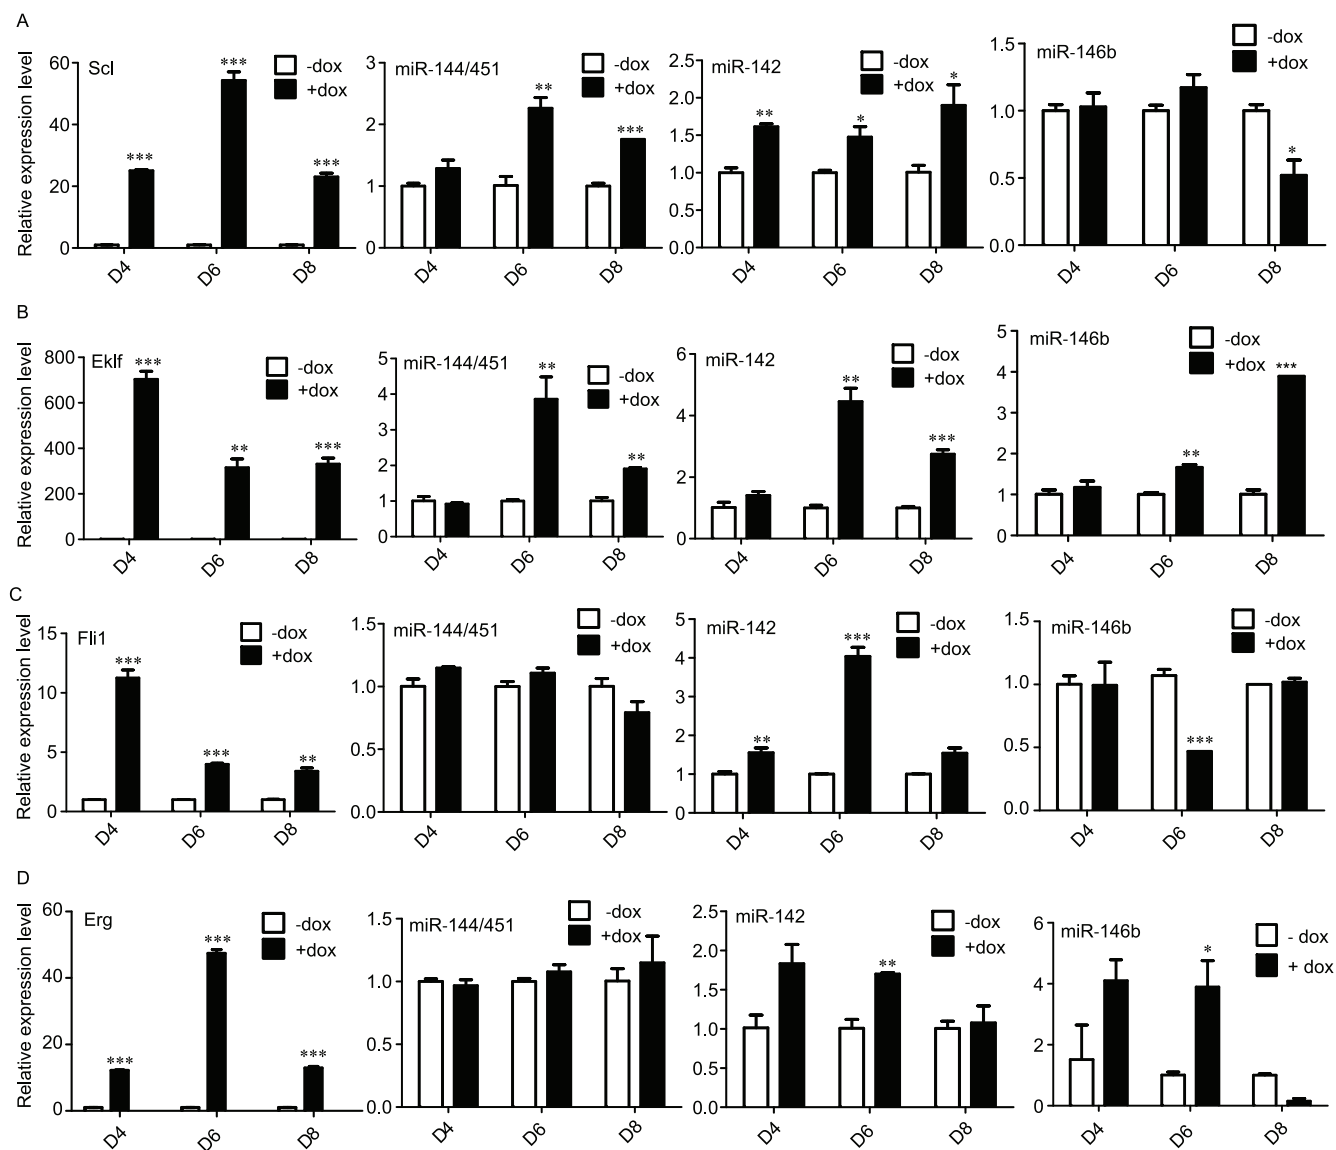 A
Relative expression level
Scl
-dox
+dox
60
40
20
0
***
***
***
D4
D6
D8
miR-144/451
-dox
+dox
3
2
1
0
**
***
D4
D6
D8
miR-142
-dox
+dox
2.5
2.0
1.5
1.0
0.5
0.0
**
*
*
D4
D6
D8
miR-146b
-dox
+dox
1.5
1.0
0.5
0.0
*
D4
D6
D8
B
Relative expression level
Eklf
-dox
+dox
800
600
400
200
0
***
**
***
D4
D6
D8
miR-144/451
-dox
+dox
5
4
3
2
1
0
**
**
D4
D6
D8
miR-142
-dox
+dox
6
4
2
0
**
***
D4
D6
D8
miR-146b
-dox
+dox
5
4
3
2
1
0
**
***
D4
D6
D8
C
Relative expression level
Fli1
-dox
+dox
15
10
5
0
***
***
**
D4
D6
D8
miR-144/451
-dox
+dox
1.5
1.0
0.5
0.0
D4
D6
D8
miR-142
-dox
+dox
5
4
3
2
1
0
**
***
D4
D6
D8
miR-146b
-dox
+dox
1.5
1.0
0.5
0.0
***
D4
D6
D8
D
Relative expression level
Erg
-dox
+dox
60
40
20
0
***
***
***
D4
D6
D8
miR-144/451
-dox
+dox
1.5
1.0
0.5
0.0
D4
D6
D8
miR-142
-dox
+dox
2.5
2.0
1.5
1.0
0.5
0.0
**
D4
D6
D8
miR-146b
- dox
+ dox
6
4
2
0
*
D4
D6
D8